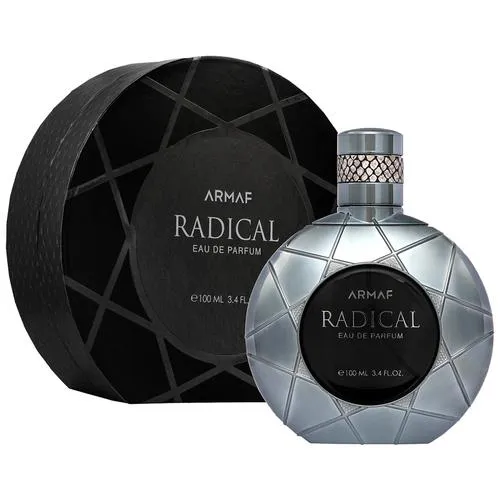 ARMAF
RADICAL
EAU DE PARFUM
℮100 ML 3.4 FL.
ARMAF
RADICAL
EAU DE PARFUM
℮100 ML 3.4 FL.OZ.